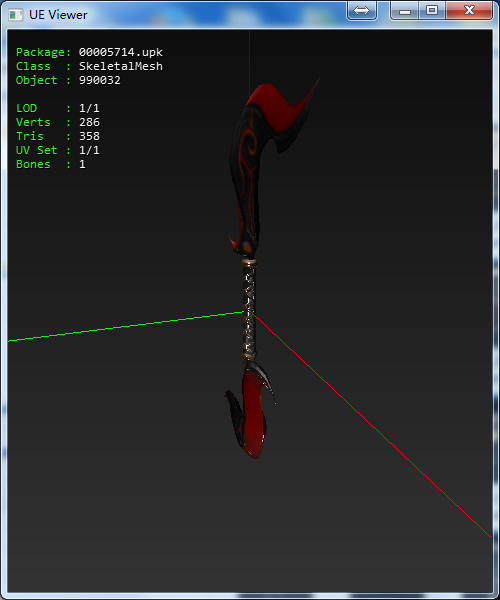 UE Viewer
Package: 00005714.upk
Class : SkeletalMesh
Object : 990032
LOD : 1/1
Verts : 286
Tris : 358
UV Set : 1/1
Bones : 1